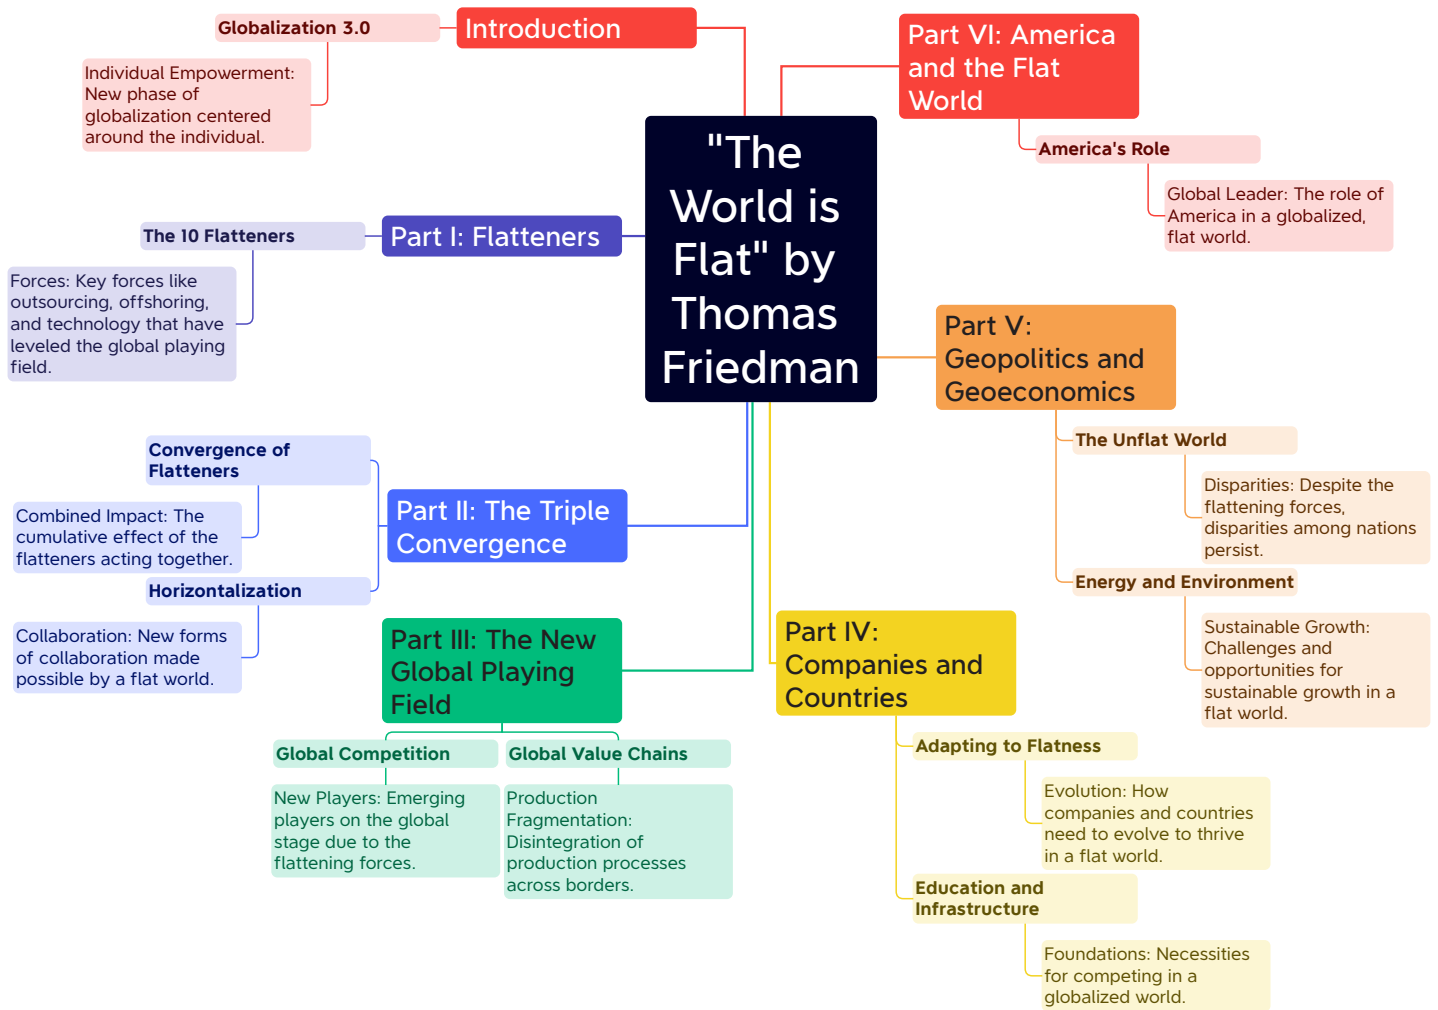 "The
World is
Flat" by
Thomas
Friedman
Introduction
Globalization 3.0
Individual Empowerment:
New phase of
globalization centered
around the individual.
Part I: Flatteners
The 10 Flatteners
Forces: Key forces like
outsourcing, offshoring,
and technology that have
leveled the global playing
field.
Part II: The Triple
Convergence
Convergence of
Flatteners
Combined Impact: The
cumulative effect of the
flatteners acting together.
Horizontalization
Collaboration: New forms
of collaboration made
possible by a flat world.
Part III: The New
Global Playing
Field
Global Competition
New Players: Emerging
players on the global
stage due to the
flattening forces.
Global Value Chains
Production
Fragmentation:
Disintegration of
production processes
across borders.
Part IV:
Companies and
Countries
Adapting to Flatness
Evolution: How
companies and countries
need to evolve to thrive
in a flat world.
Education and
Infrastructure
Foundations: Necessities
for competing in a
globalized world.
Part V:
Geopolitics and
Geoeconomics
The Unflat World
Disparities: Despite the
flattening forces,
disparities among nations
persist.
Energy and Environment
Sustainable Growth:
Challenges and
opportunities for
sustainable growth in a
flat world.
Part VI: America
and the Flat
World
America's Role
Global Leader: The role of
America in a globalized,
flat world.